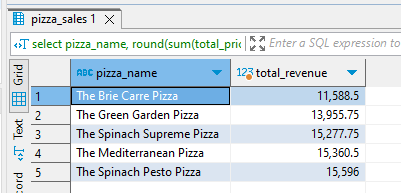 pizza_sales 1
select pizza_name, round(sum(total_pric
Enter a SQL expression to
Grid
Text
cord
ABC pizza_name
123 total_revenue
1 The Brie Carre Pizza 11,588.5
2 The Green Garden Pizza 13,955.75
3 The Spinach Supreme Pizza 15,277.75
4 The Mediterranean Pizza 15,360.5
5 The Spinach Pesto Pizza 15,596